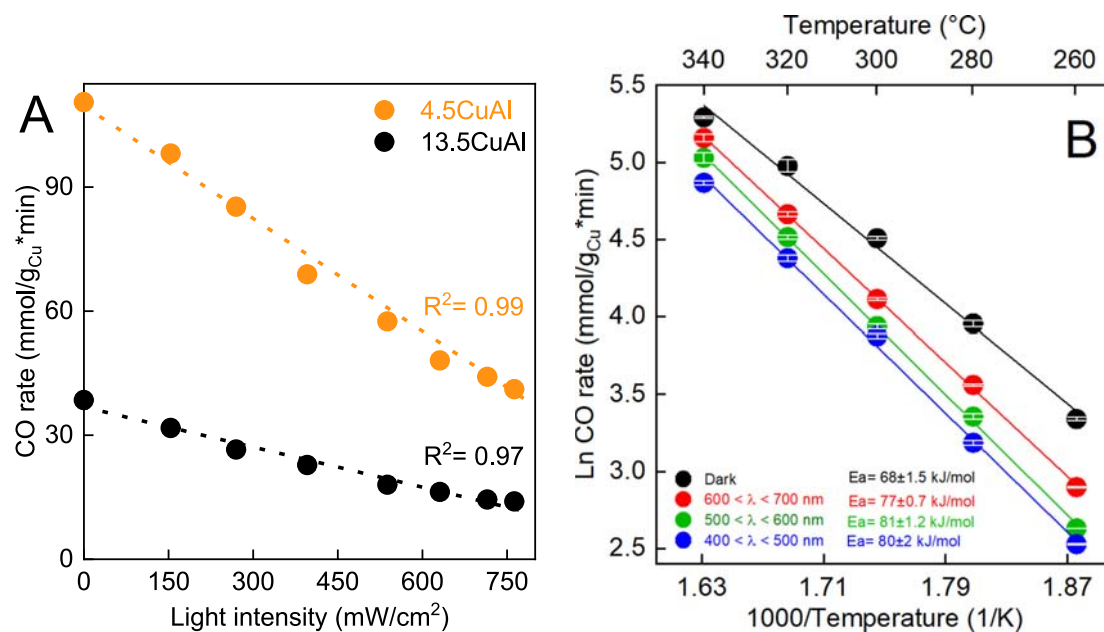 A
4.5CuAl
13.5CuAl
R²= 0.99
R²= 0.97
90
60
30
0
CO rate (mmol/g_Cu*min)
0 150 300 450 600 750
Light intensity (mW/cm²)
Temperature (°C)
340 320 300 280 260
B
5.5
5.0
4.5
4.0
3.5
3.0
2.5
Ln CO rate (mmol/g_Cu*min)
Dark Ea= 68±1.5 kJ/mol
600 < λ < 700 nm Ea= 77±0.7 kJ/mol
500 < λ < 600 nm Ea= 81±1.2 kJ/mol
400 < λ < 500 nm Ea= 80±2 kJ/mol
1.63 1.71 1.79 1.87
1000/Temperature (1/K)